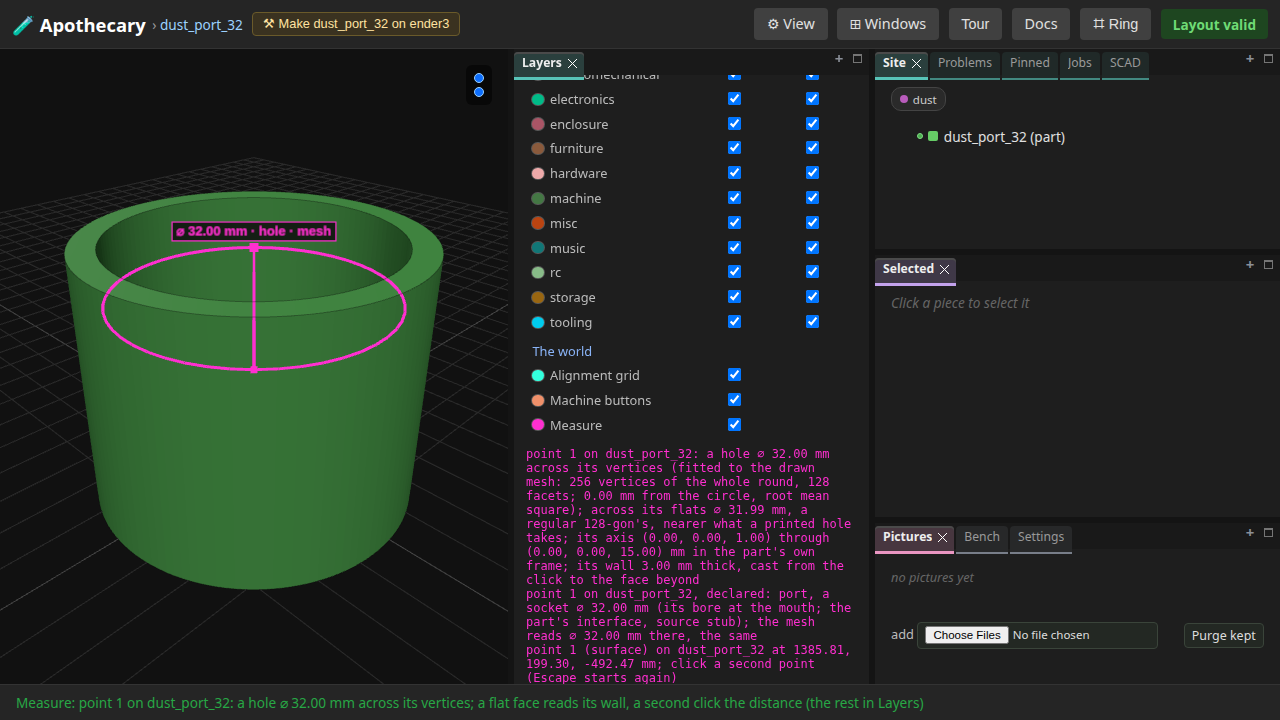 🧪 Apothecary › dust_port_32 ⚒ Make dust_port_32 on ender3
⚙ View ⊞ Windows Tour Docs ⌗ Ring Layout valid
Layers
electronics
enclosure
furniture
hardware
machine
misc
music
rc
storage
tooling
The world
Alignment grid
Machine buttons
Measure
point 1 on dust_port_32: a hole ⌀ 32.00 mm
across its vertices (fitted to the drawn
mesh: 256 vertices of the whole round, 128
facets; 0.00 mm from the circle, root mean
square); across its flats ⌀ 31.99 mm, a
regular 128-gon's, nearer what a printed hole
takes; its axis (0.00, 0.00, 1.00) through
(0.00, 0.00, 15.00) mm in the part's own
frame; its wall 3.00 mm thick, cast from the
click to the face beyond
point 1 on dust_port_32, declared: port, a
socket ⌀ 32.00 mm (its bore at the mouth; the
part's interface, source stub); the mesh
reads ⌀ 32.00 mm there, the same
point 1 (surface) on dust_port_32 at 1385.81,
199.30, -492.47 mm; click a second point
(Escape starts again)
⌀ 32.00 mm · hole · mesh
Site Problems Pinned Jobs SCAD
dust
dust_port_32 (part)
Selected
Click a piece to select it
Pictures Bench Settings
no pictures yet
add Choose Files No file chosen Purge kept
Measure: point 1 on dust_port_32: a hole ⌀ 32.00 mm across its vertices; a flat face reads its wall, a second click the distance (the rest in Layers)